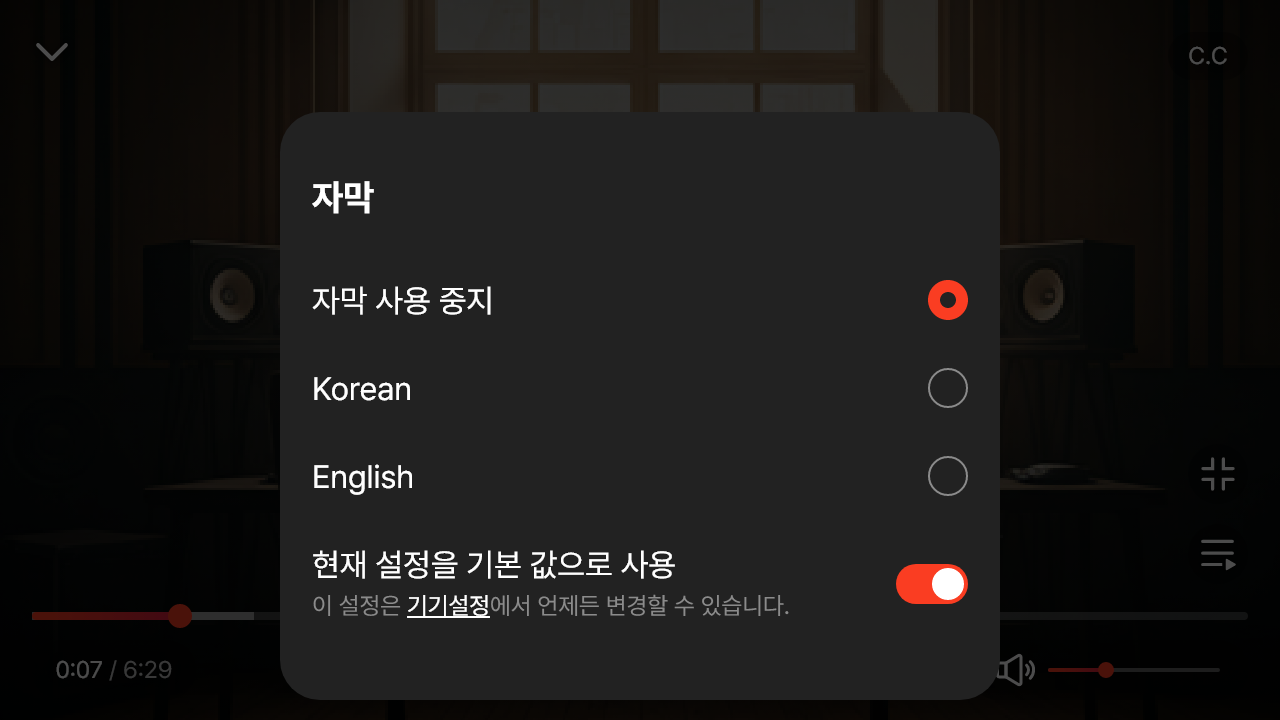 C.C
자막
자막 사용 중지
Korean
English
현재 설정을 기본 값으로 사용
이 설정은 기기설정에서 언제든 변경할 수 있습니다.
0:07 / 6:29